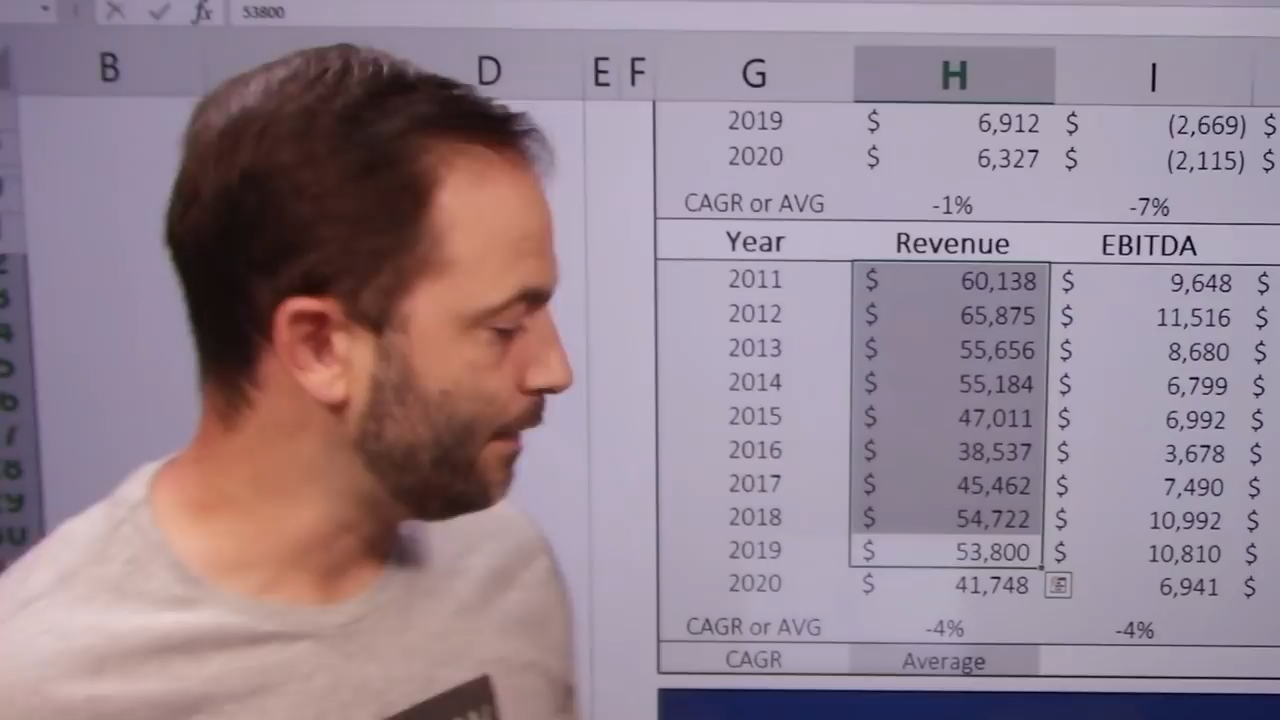 53800
B D E F G H I
2019 $ 6,912 $ (2,669) $
2020 $ 6,327 $ (2,115) $
CAGR or AVG -1% -7%
Year Revenue EBITDA
2011 $ 60,138 $ 9,648 $
2012 $ 65,875 $ 11,516 $
2013 $ 55,656 $ 8,680 $
2014 $ 55,184 $ 6,799 $
2015 $ 47,011 $ 6,992 $
2016 $ 38,537 $ 3,678 $
2017 $ 45,462 $ 7,490 $
2018 $ 54,722 $ 10,992 $
2019 $ 53,800 $ 10,810 $
2020 $ 41,748 6,941 $
CAGR or AVG -4% -4%
CAGR Average